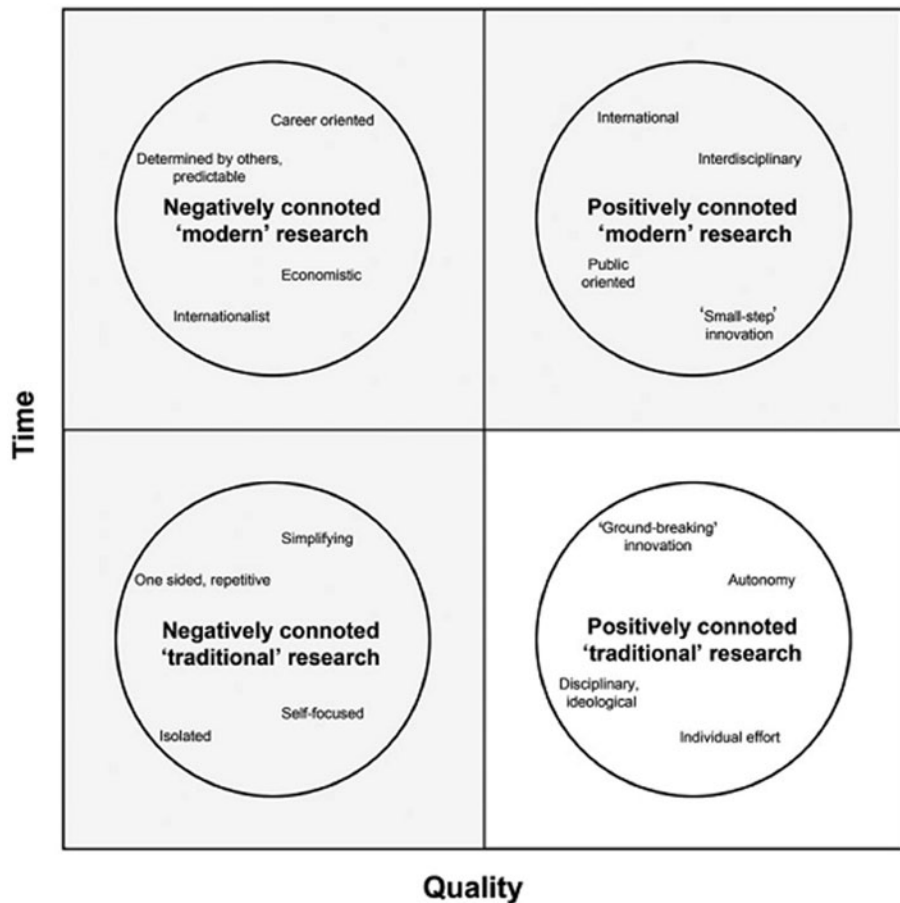 Career oriented
Determined by others,
predictable
Negatively connoted
‘modern’ research
Economistic
Internationalist
International
Interdisciplinary
Positively connoted
‘modern’ research
Public
oriented
‘Small-step’
innovation
Time
Simplifying
One sided, repetitive
Negatively connoted
‘traditional’ research
Self-focused
Isolated
‘Ground-breaking’
innovation
Autonomy
Positively connoted
‘traditional’ research
Disciplinary,
ideological
Individual effort
Quality